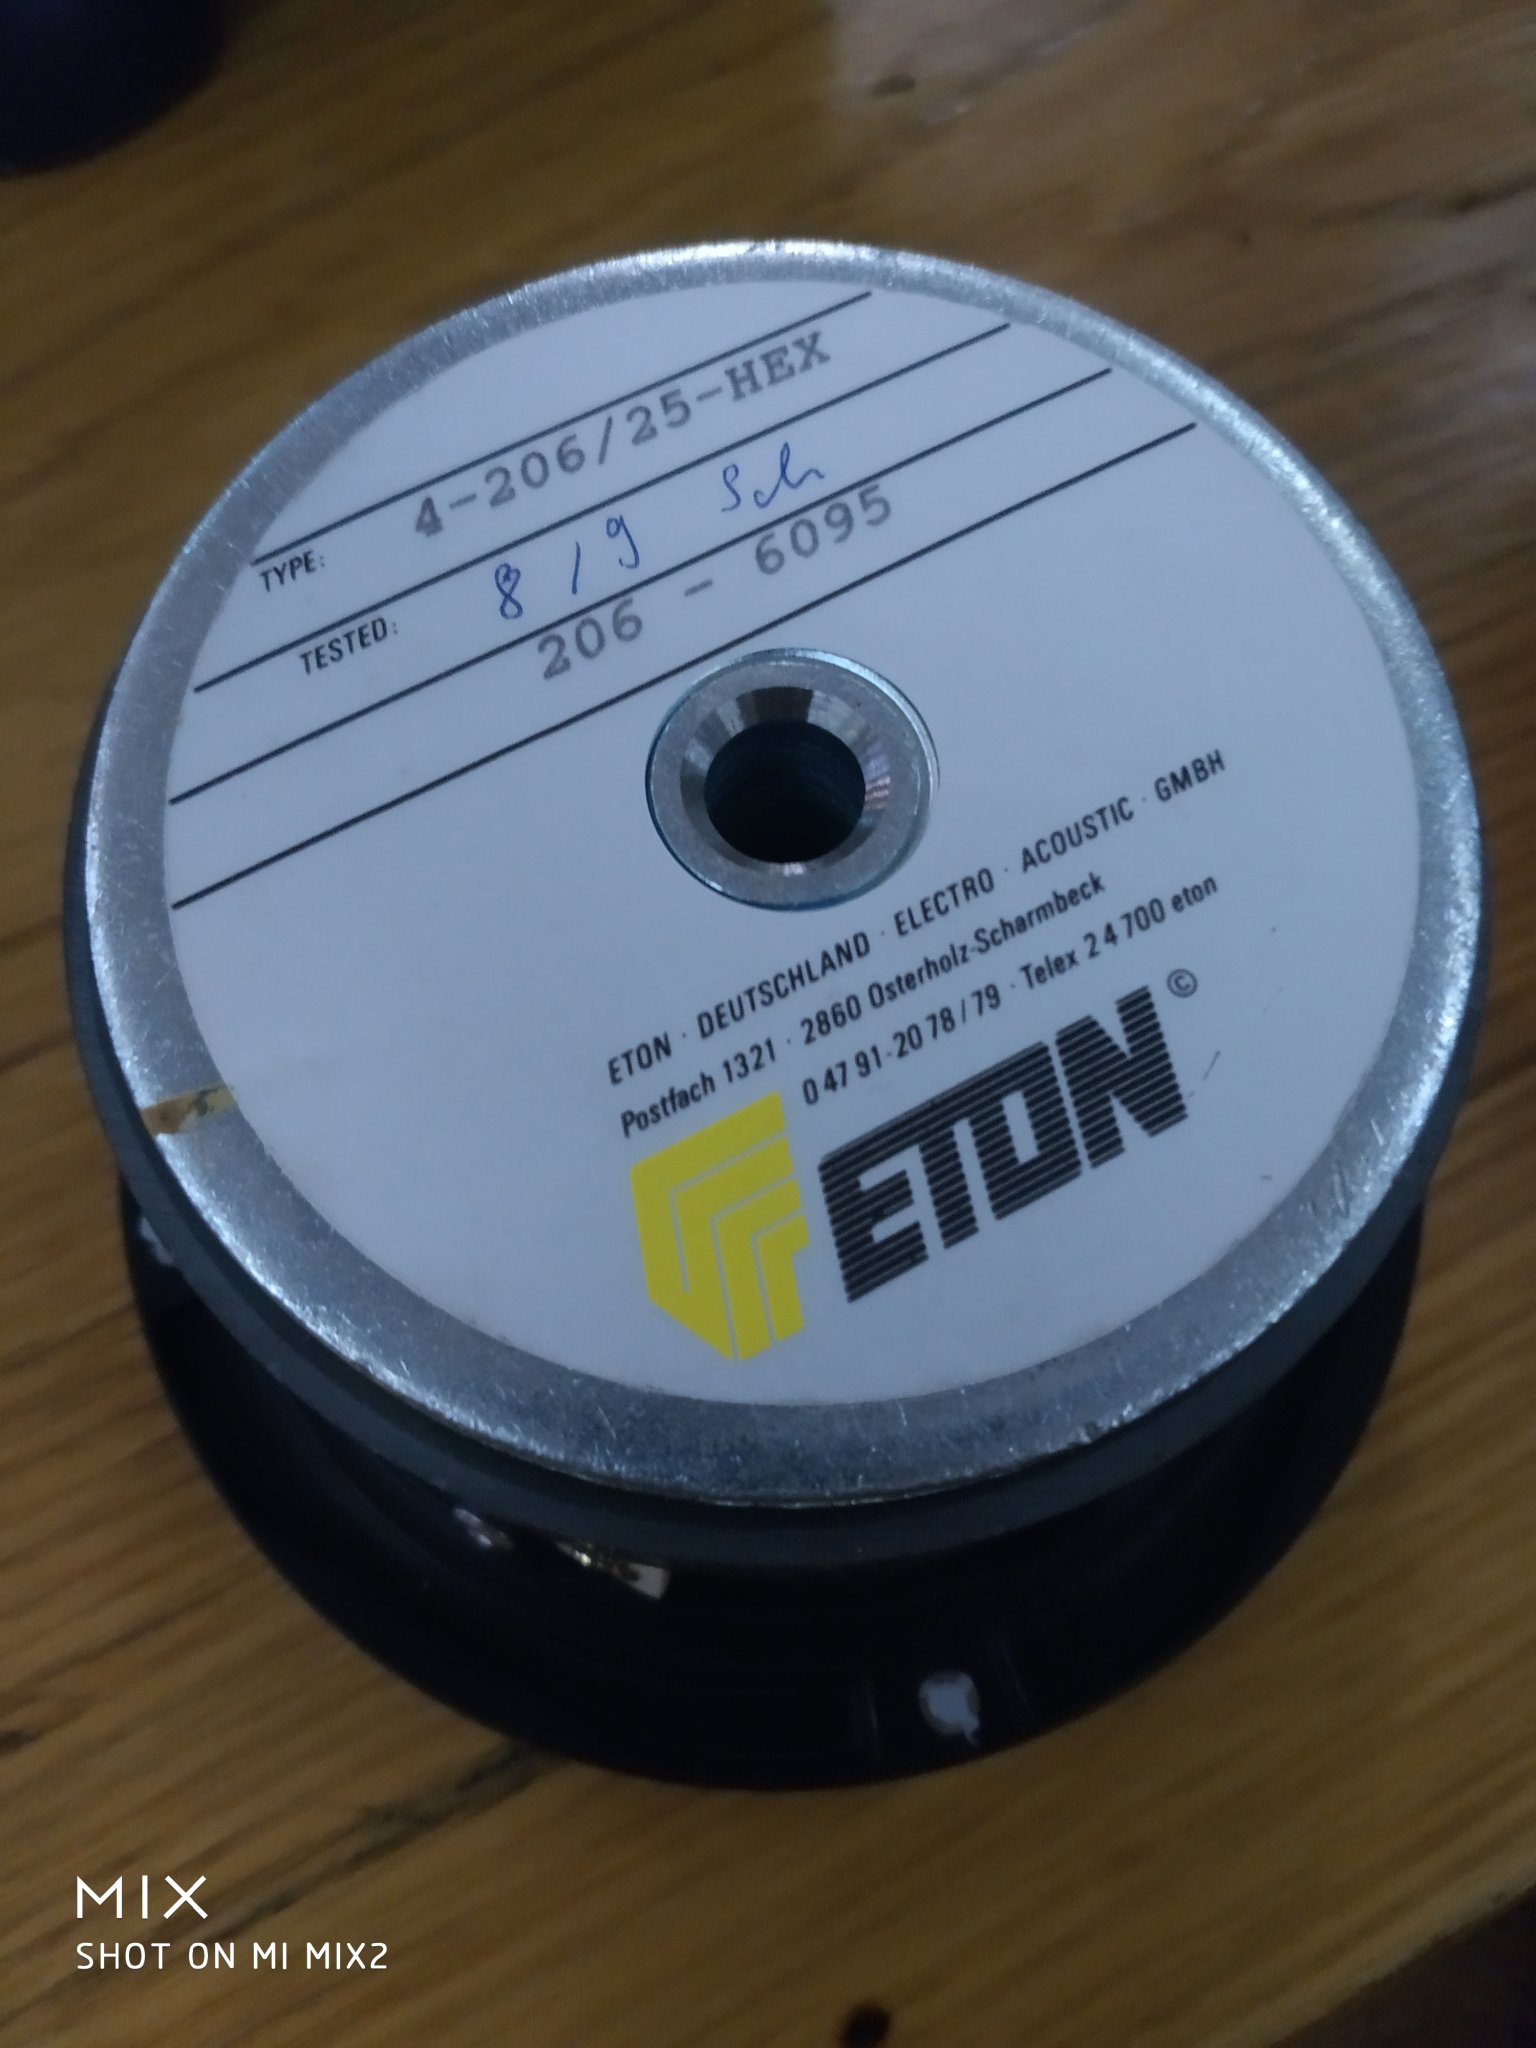 TYPE: 4-206/25-HEX
TESTED: 8/9 Sch
206 - 6095
ETON · DEUTSCHLAND · ELECTRO · ACOUSTIC · GMBH
Postfach 1321 · 2860 Osterholz-Scharmbeck
0 47 91-20 78 / 79 · Telex 2 4 700 eton
ETON ©
MIX
SHOT ON MI MIX2